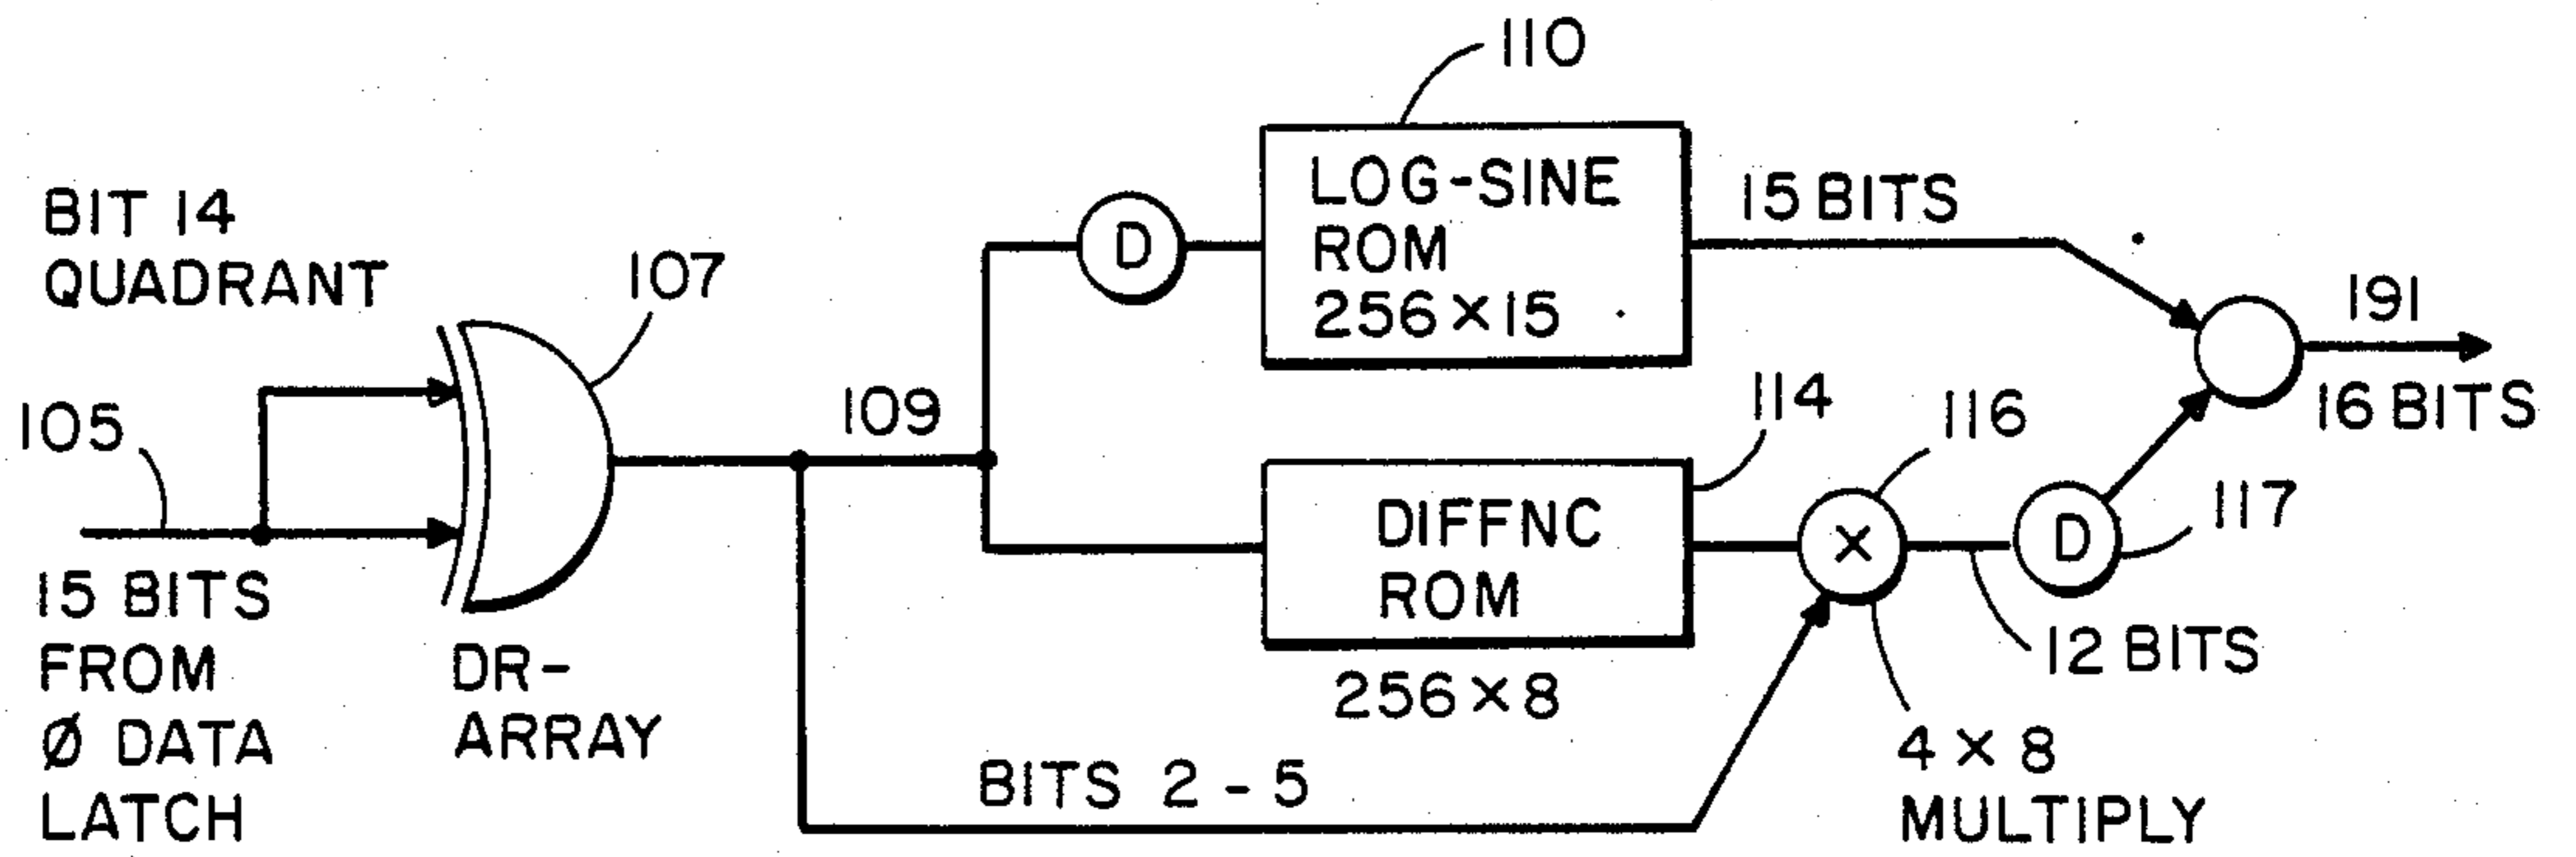 110
BIT 14
QUADRANT
107
D
LOG-SINE
ROM
256×15
15 BITS
191
16 BITS
105
109
114
116
117
DIFFNC
ROM
X
D
15 BITS
FROM
Ø DATA
LATCH
DR-
ARRAY
256×8
12 BITS
BITS 2-5
4×8
MULTIPLY